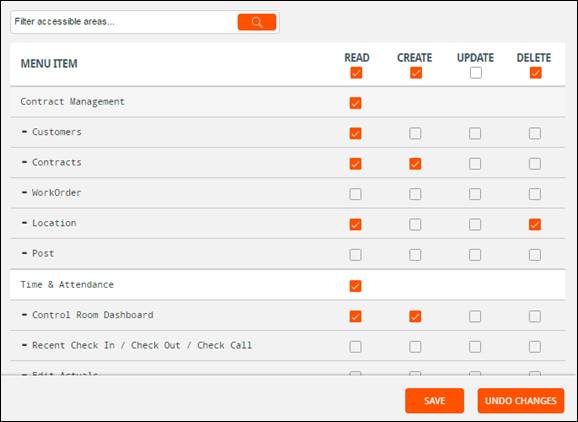 Filter accessible areas...
MENU ITEM READ CREATE UPDATE DELETE
Contract Management
- Customers
- Contracts
- WorkOrder
- Location
- Post
Time & Attendance
- Control Room Dashboard
- Recent Check In / Check Out / Check Call
- Edit Actuals
SAVE UNDO CHANGES